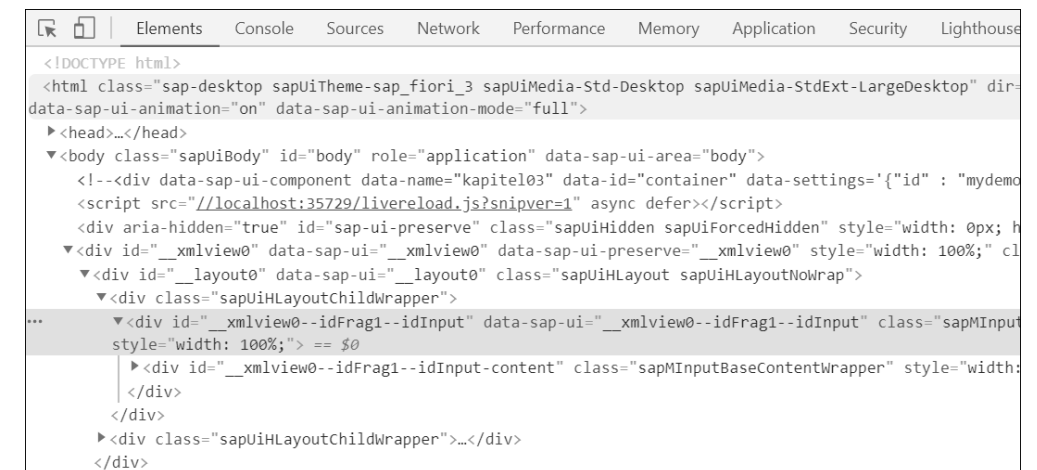 Elements Console Sources Network Performance Memory Application Security Lighthouse
<!DOCTYPE html>
<html class="sap-desktop sapUiTheme-sap_fiori_3 sapUiMedia-Std-Desktop sapUiMedia-StdExt-LargeDesktop" dir=
data-sap-ui-animation="on" data-sap-ui-animation-mode="full">
▶<head>…</head>
▼<body class="sapUiBody" id="body" role="application" data-sap-ui-area="body">
<!--<div data-sap-ui-component data-name="kapitel03" data-id="container" data-settings='{"id" : "mydemo
<script src="//localhost:35729/livereload.js?snipver=1" async defer></script>
<div aria-hidden="true" id="sap-ui-preserve" class="sapUiHidden sapUiForcedHidden" style="width: 0px; h
▼<div id="__xmlview0" data-sap-ui="__xmlview0" data-sap-ui-preserve="__xmlview0" style="width: 100%;" cl
▼<div id="__layout0" data-sap-ui="__layout0" class="sapUiHLayout sapUiHLayoutNoWrap">
▼<div class="sapUiHLayoutChildWrapper">
… ▼<div id="__xmlview0--idFrag1--idInput" data-sap-ui="__xmlview0--idFrag1--idInput" class="sapMInput
style="width: 100%;"> == $0
▶<div id="__xmlview0--idFrag1--idInput-content" class="sapMInputBaseContentWrapper" style="width:
</div>
</div>
▶<div class="sapUiHLayoutChildWrapper">…</div>
</div>